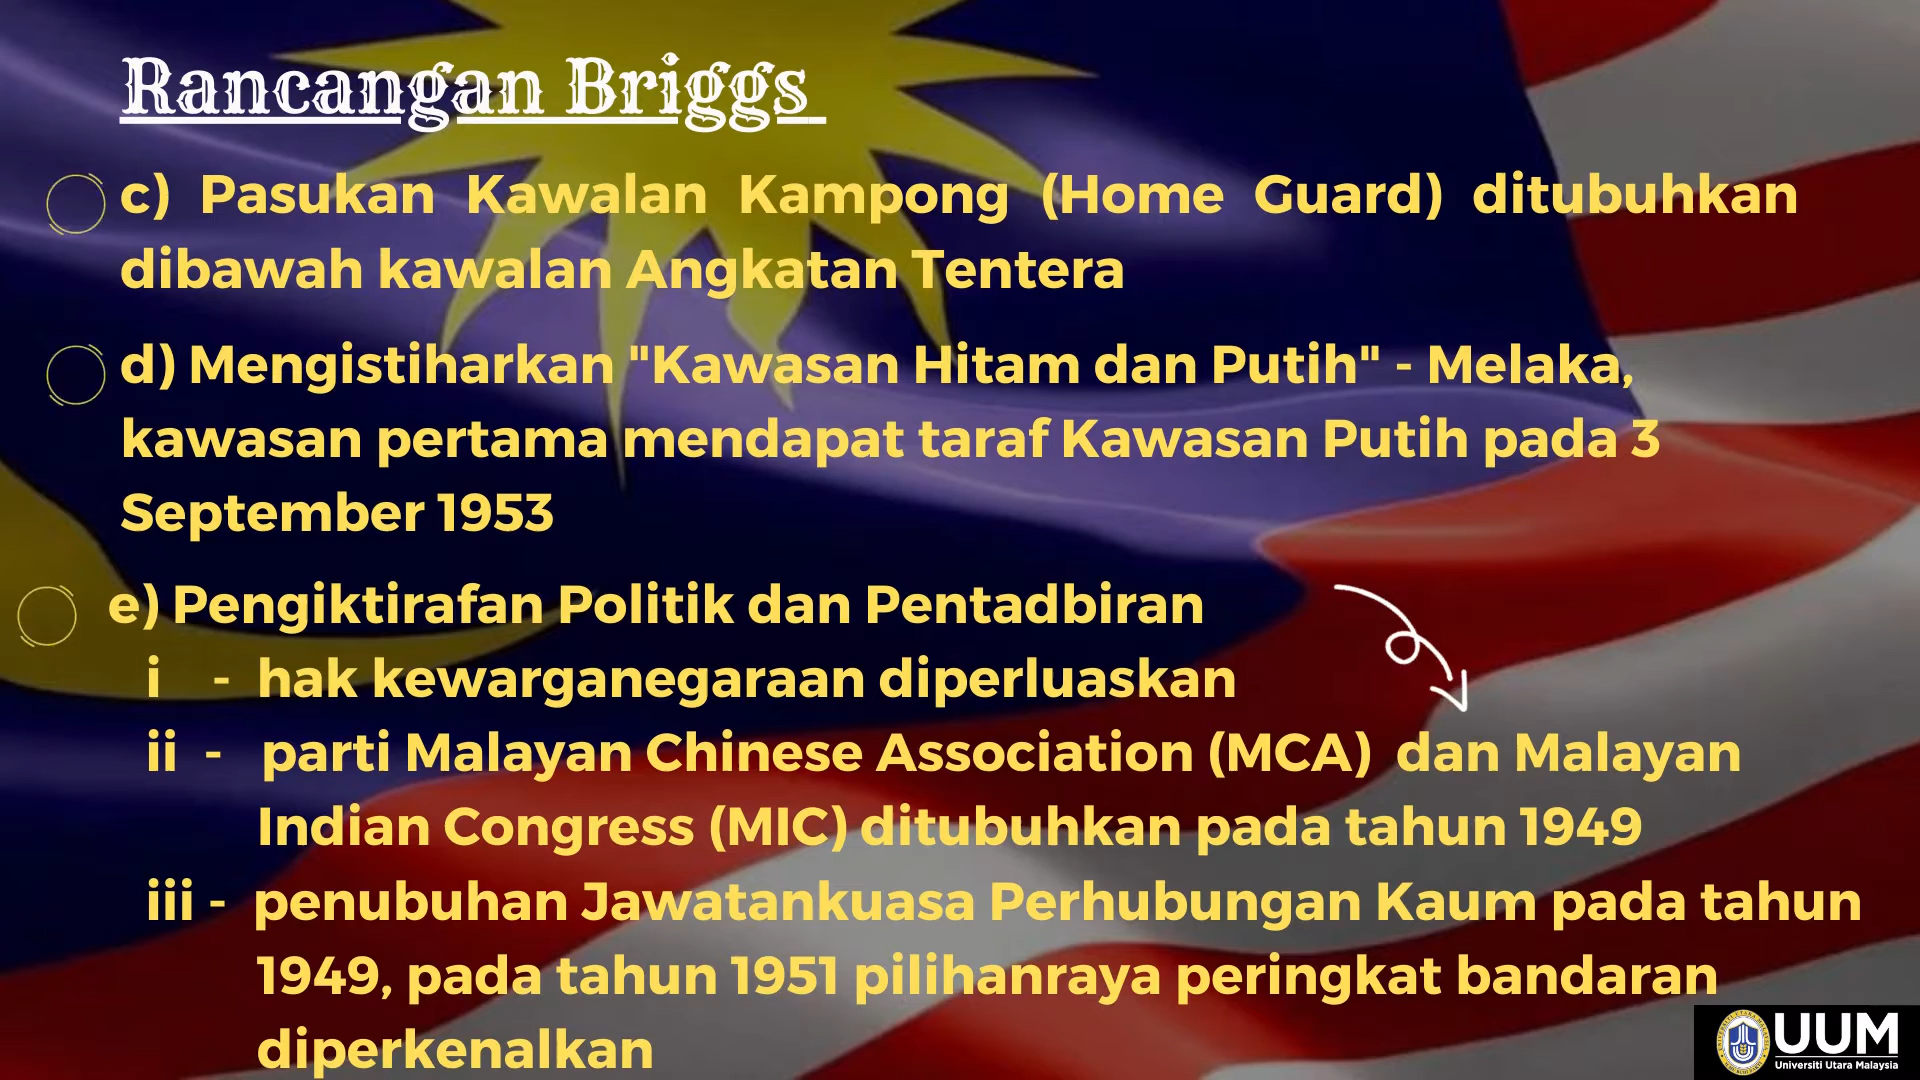 Rancangan Briggs
c) Pasukan Kawalan Kampong (Home Guard) ditubuhkan
dibawah kawalan Angkatan Tentera
d) Mengistiharkan "Kawasan Hitam dan Putih" - Melaka,
kawasan pertama mendapat taraf Kawasan Putih pada 3
September 1953
e) Pengiktirafan Politik dan Pentadbiran
i - hak kewarganegaraan diperluaskan
ii - parti Malayan Chinese Association (MCA) dan Malayan
Indian Congress (MIC) ditubuhkan pada tahun 1949
iii - penubuhan Jawatankuasa Perhubungan Kaum pada tahun
1949, pada tahun 1951 pilihanraya peringkat bandaran
diperkenalkan
UUM
Universiti Utara Malaysia